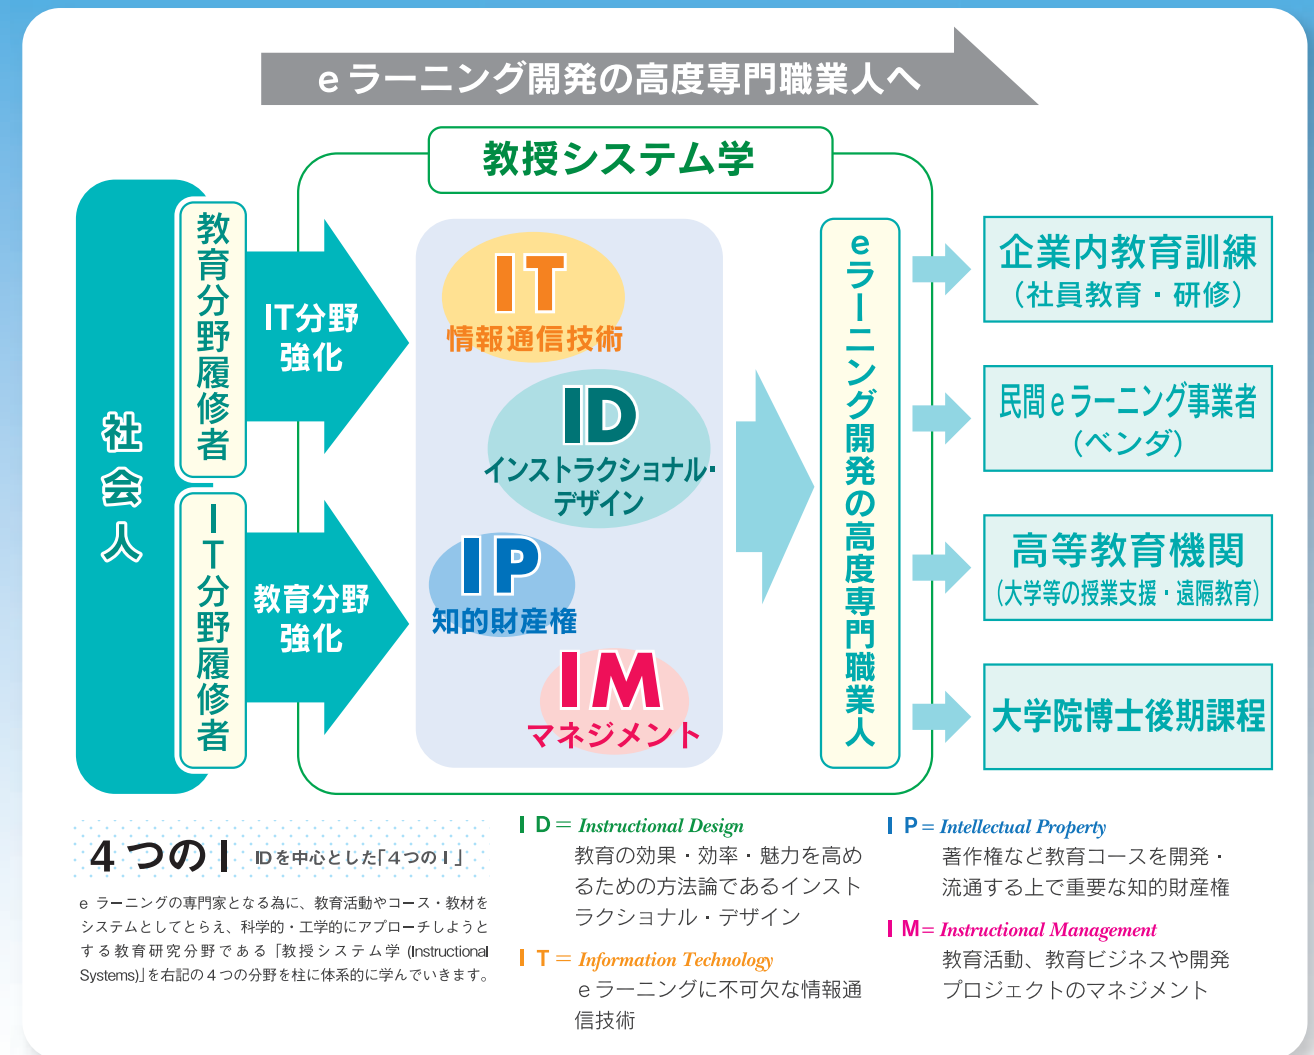 eラーニング開発の高度専門職業人へ
教授システム学
社会人
教育分野履修者
IT分野履修者
IT分野
強化
教育分野
強化
IT
情報通信技術
ID
インストラクショナル・
デザイン
IP
知的財産権
IM
マネジメント
eラーニング開発の高度専門職業人
企業内教育訓練
（社員教育・研修）
民間eラーニング事業者
（ベンダ）
高等教育機関
（大学等の授業支援・遠隔教育）
大学院博士後期課程
4つのI IDを中心とした「4つのI」
e ラーニングの専門家となる為に、教育活動やコース・教材を
システムとしてとらえ、科学的・工学的にアプローチしようと
する教育研究分野である「教授システム学 (Instructional
Systems)」を右記の4つの分野を柱に体系的に学んでいきます。
I D = Instructional Design
教育の効果・効率・魅力を高め
るための方法論であるインスト
ラクショナル・デザイン
I T = Information Technology
eラーニングに不可欠な情報通
信技術
I P = Intellectual Property
著作権など教育コースを開発・
流通する上で重要な知的財産権
I M = Instructional Management
教育活動、教育ビジネスや開発
プロジェクトのマネジメント